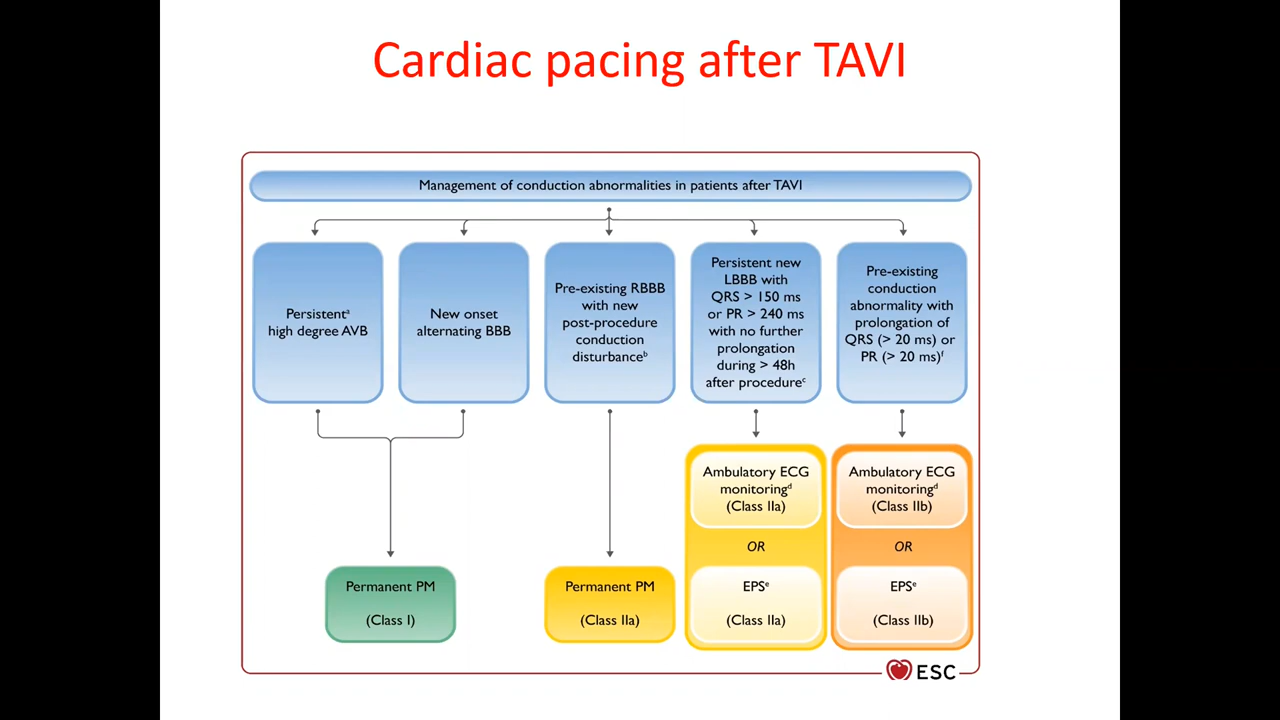 Cardiac pacing after TAVI
Management of conduction abnormalities in patients after TAVI
Persistentᵃ
high degree AVB
New onset
alternating BBB
Pre-existing RBBB
with new
post-procedure
conduction
disturbanceᵇ
Persistent new
LBBB with
QRS > 150 ms
or PR > 240 ms
with no further
prolongation
during > 48h
after procedureᶜ
Pre-existing
conduction
abnormality with
prolongation of
QRS (> 20 ms) or
PR (> 20 ms)ᶠ
Permanent PM
(Class I)
Permanent PM
(Class IIa)
Ambulatory ECG
monitoringᵈ
(Class IIa)
OR
EPSᵉ
(Class IIa)
Ambulatory ECG
monitoringᵈ
(Class IIb)
OR
EPSᵉ
(Class IIb)
ESC